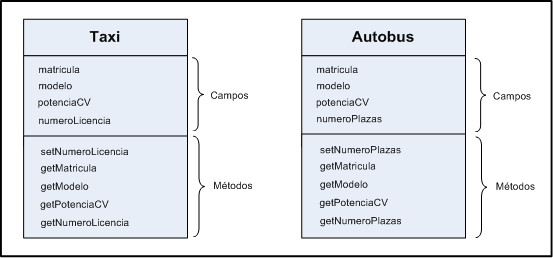 Taxi
matricula
modelo
potenciaCV
numeroLicencia
Campos
setNumeroLicencia
getMatricula
getModelo
getPotenciaCV
getNumeroLicencia
Métodos
Autobus
matricula
modelo
potenciaCV
numeroPlazas
Campos
setNumeroPlazas
getMatricula
getModelo
getPotenciaCV
getNumeroPlazas
Métodos